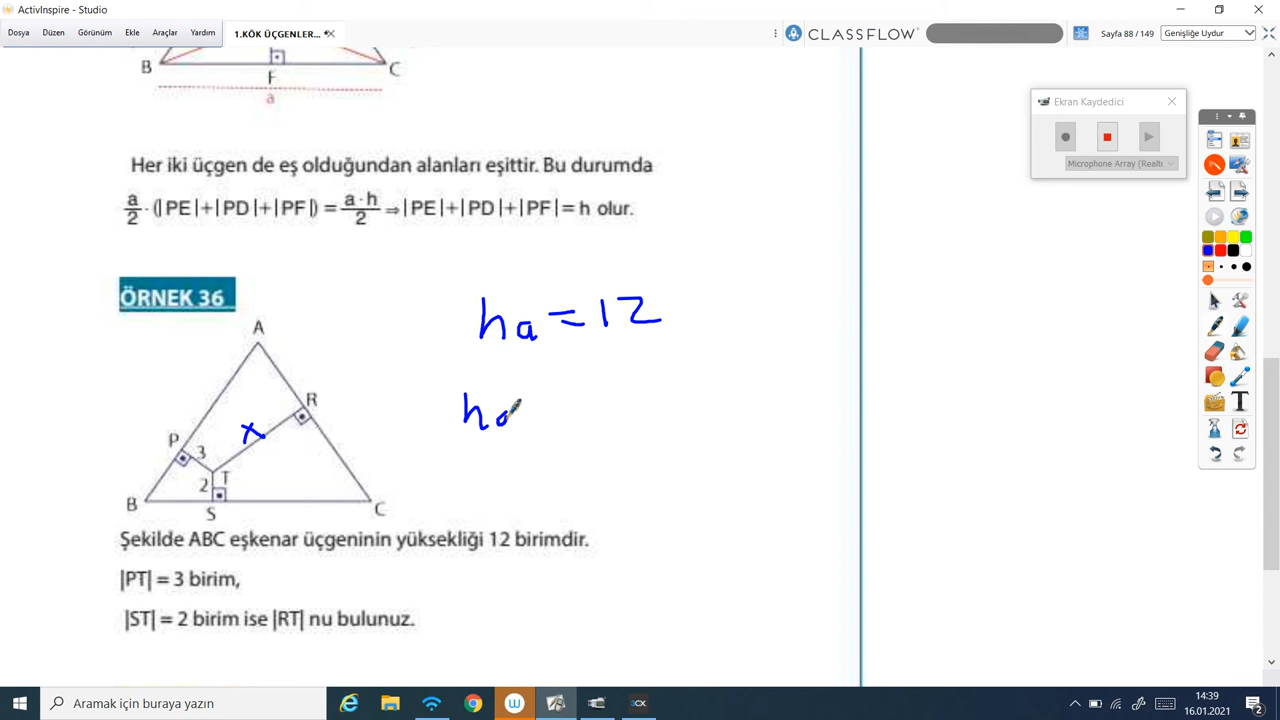 ActivInspire - Studio
Dosya Düzen Görünüm Ekle Araçlar Yardım
1.KÖK ÜÇGENLER...
CLASSFLOW
Sayfa 88 / 149
Genişliğe Uydur
B
C
F
a
Ekran Kaydedici
Microphone Array (Realt
Her iki üçgen de eş olduğundan alanları eşittir. Bu durumda
a/2 · (|PE|+|PD|+|PF|) = a · h/2 ⇒ |PE|+|PD|+|PF| = h olur.
ÖRNEK 36
ha = 12
ha
A
R
x
P
3
T
2
B
S
C
Şekilde ABC eşkenar üçgeninin yüksekliği 12 birimdir.
|PT| = 3 birim,
|ST| = 2 birim ise |RT| nu bulunuz.
Aramak için buraya yazın
14:39
16.01.2021
2